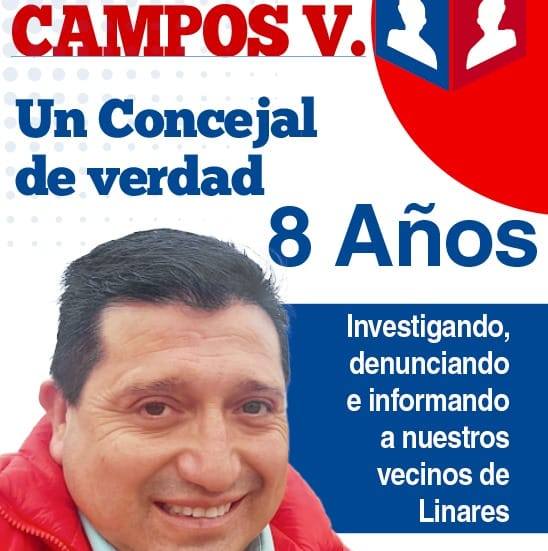 CAMPOS V.
Un Concejal
de verdad
8 Años
Investigando,
denunciando
e informando
a nuestros
vecinos de
Linares